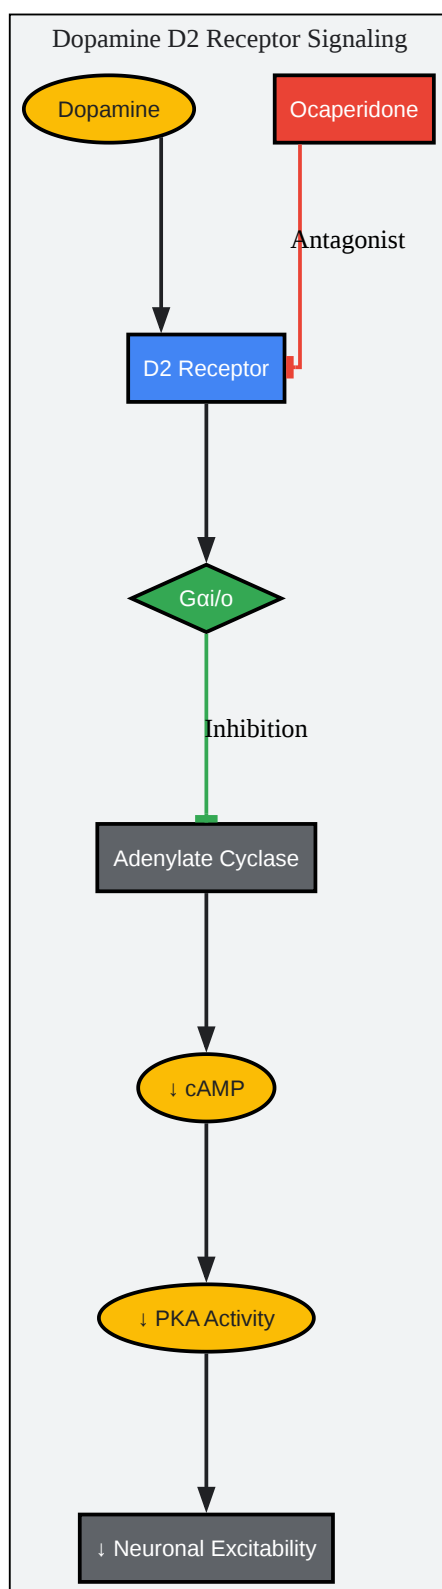 Dopamine D2 Receptor Signaling
Dopamine
Ocaperidone
Antagonist
D2 Receptor
Gαi/o
Inhibition
Adenylate Cyclase
↓ cAMP
↓ PKA Activity
↓ Neuronal Excitability